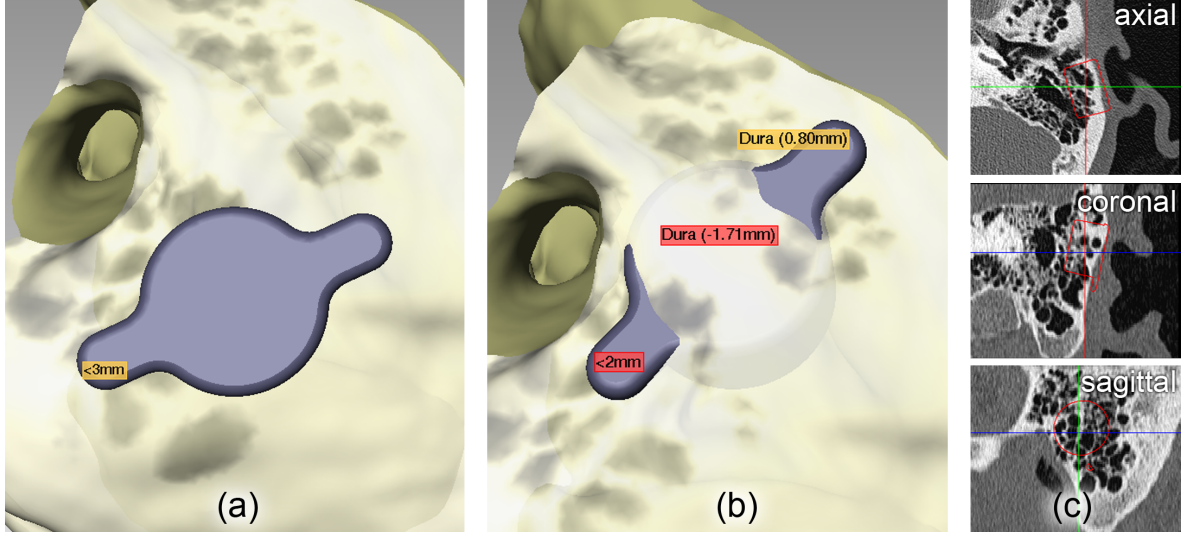 <3mm
(a)
Dura (0.80mm)
Dura (-1.71mm)
<2mm
(b)
axial
coronal
sagittal
(c)